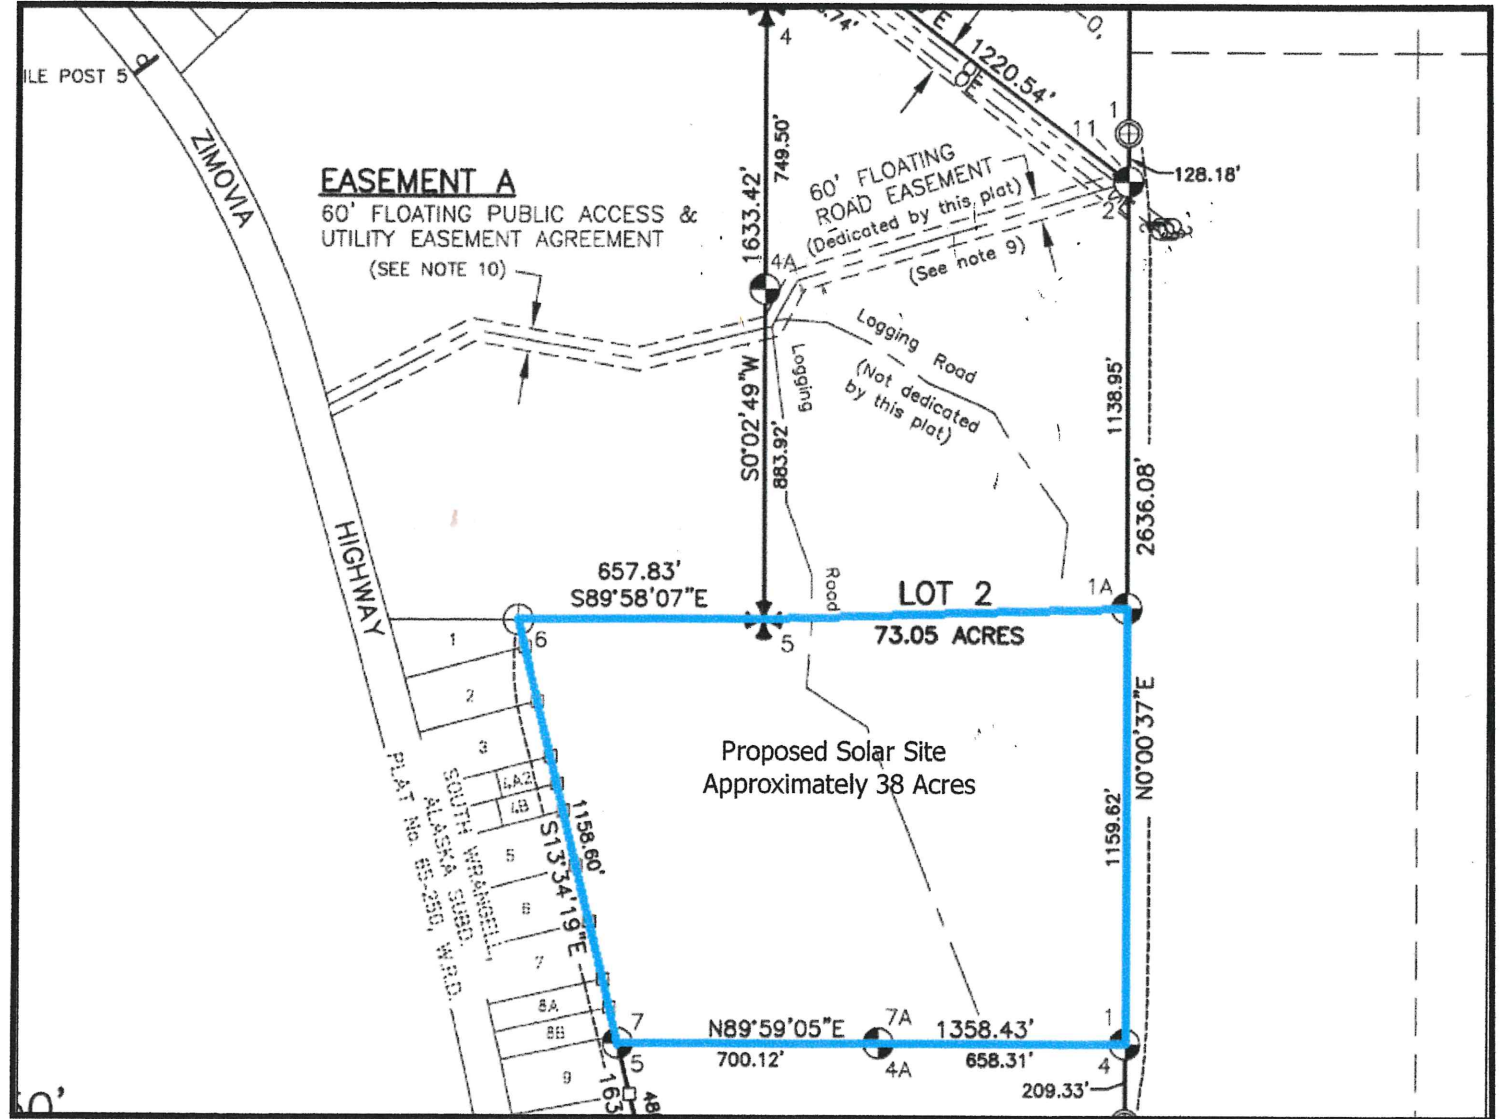 ILE POST 5
ZIMOVIA
HIGHWAY
EASEMENT A
60' FLOATING PUBLIC ACCESS &
UTILITY EASEMENT AGREEMENT
(SEE NOTE 10)
4
1633.42'
749.50'
4A
S0°02'49"W
883.92'
.74'
E
OE
OE
1220.54'
11
1
128.18'
2
60' FLOATING
ROAD EASEMENT
(Dedicated by this plat)
(See note 9)
Logging Road
(Not dedicated
by this plat)
Logging
Road
1138.95'
2636.08'
657.83'
S89°58'07"E
6
5
LOT 2
73.05 ACRES
1A
N0°00'37"E
1159.62'
Proposed Solar Site
Approximately 38 Acres
1
2
3
4A2
4B
5
6
7
8A
8B
9
SOUTH WRANGELL,
ALASKA SUBD.
PLAT No. 65-250, W.R.D.
1158.60'
S13°34'19"E
7
5
N89°59'05"E
700.12'
7A
4A
1358.43'
658.31'
1
4
209.33'
163
48
0'